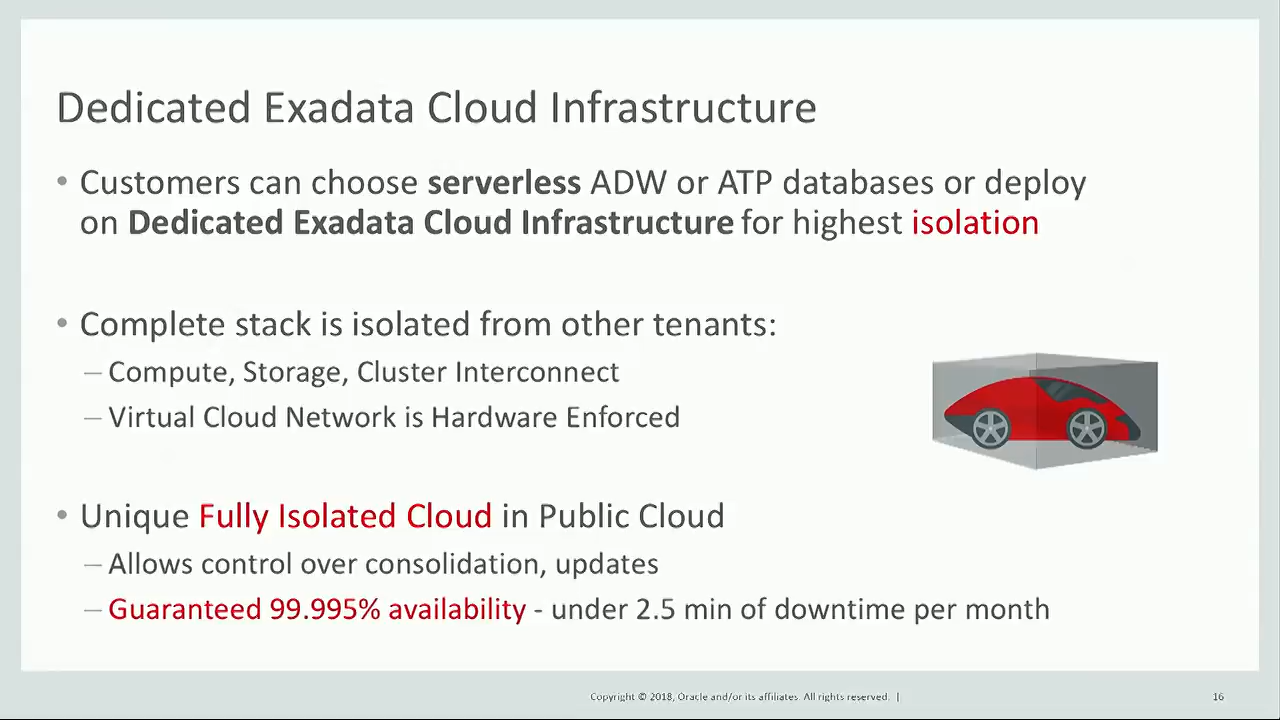 Dedicated Exadata Cloud Infrastructure
• Customers can choose serverless ADW or ATP databases or deploy
on Dedicated Exadata Cloud Infrastructure for highest isolation
• Complete stack is isolated from other tenants:
– Compute, Storage, Cluster Interconnect
– Virtual Cloud Network is Hardware Enforced
• Unique Fully Isolated Cloud in Public Cloud
– Allows control over consolidation, updates
– Guaranteed 99.995% availability - under 2.5 min of downtime per month
Copyright © 2018, Oracle and/or its affiliates. All rights reserved. |
16